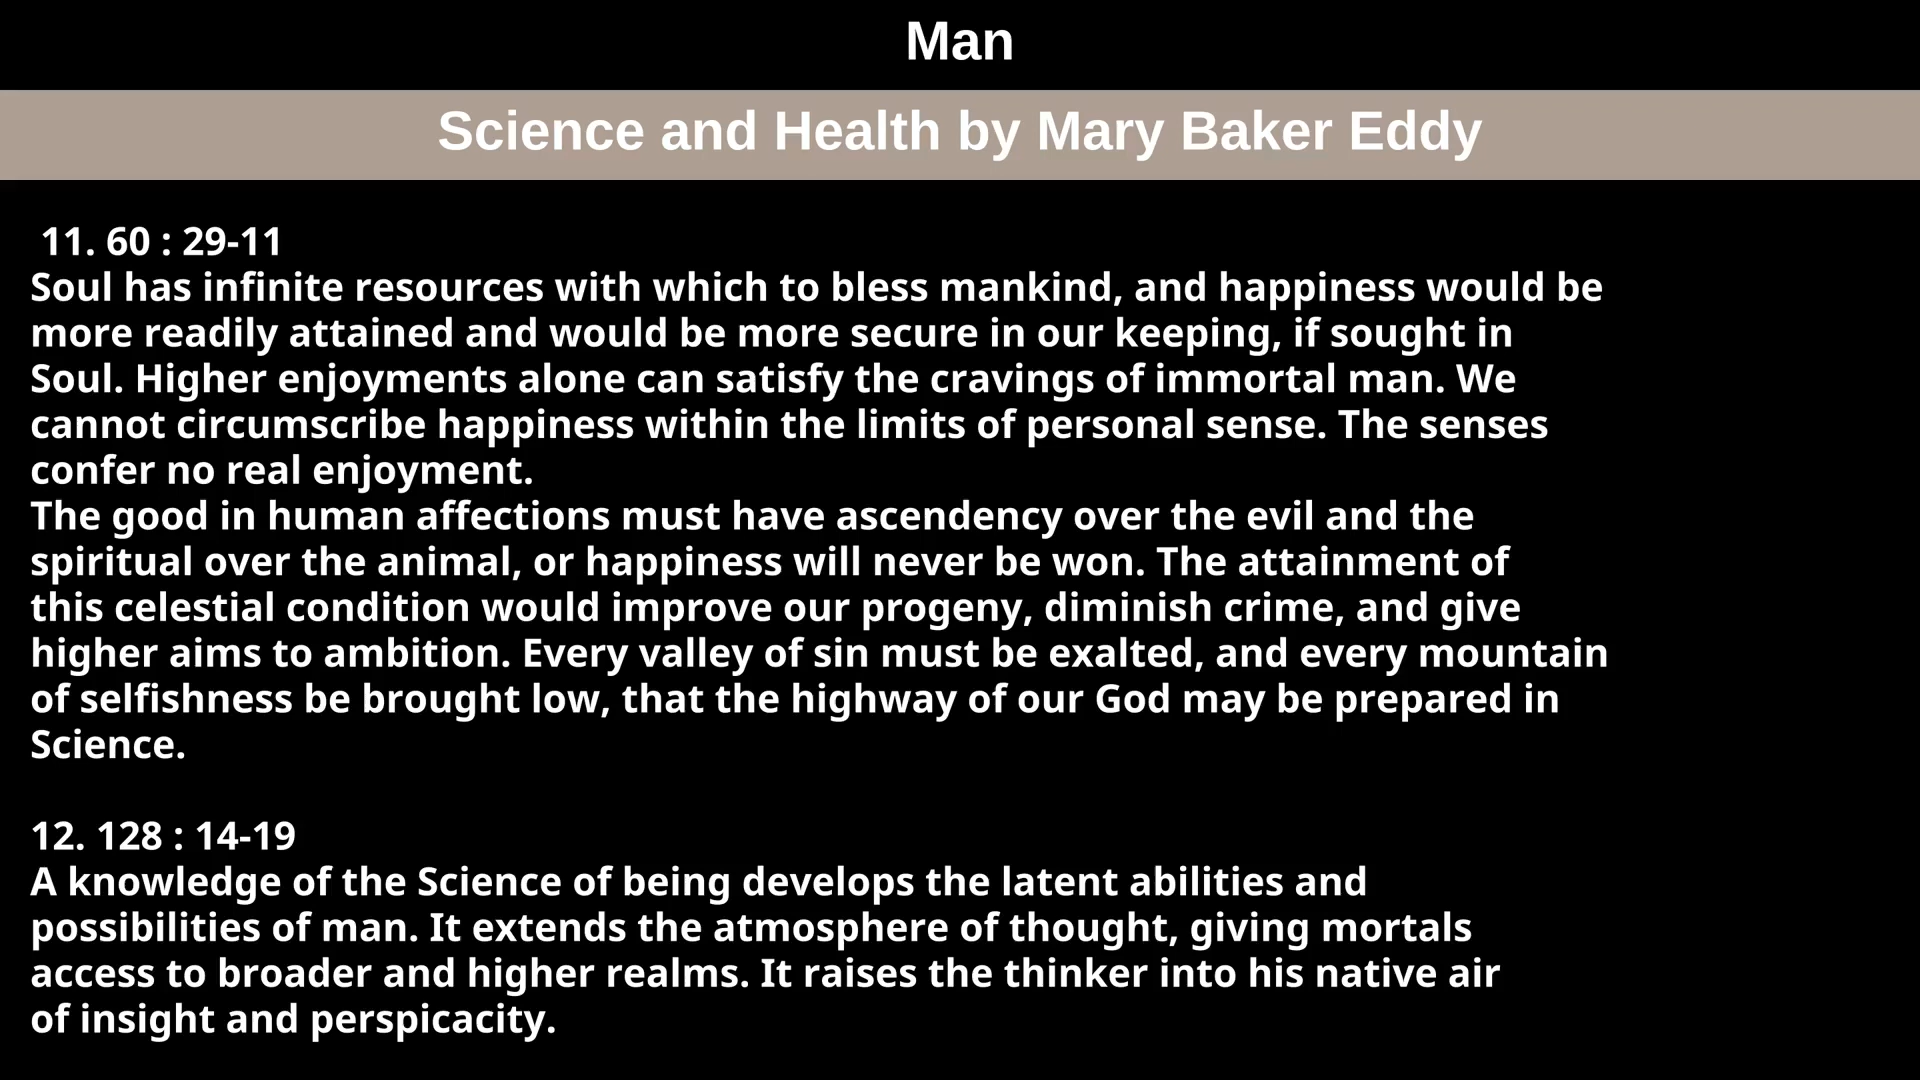 Man
Science and Health by Mary Baker Eddy
11. 60 : 29-11
Soul has infinite resources with which to bless mankind, and happiness would be
more readily attained and would be more secure in our keeping, if sought in
Soul. Higher enjoyments alone can satisfy the cravings of immortal man. We
cannot circumscribe happiness within the limits of personal sense. The senses
confer no real enjoyment.
The good in human affections must have ascendency over the evil and the
spiritual over the animal, or happiness will never be won. The attainment of
this celestial condition would improve our progeny, diminish crime, and give
higher aims to ambition. Every valley of sin must be exalted, and every mountain
of selfishness be brought low, that the highway of our God may be prepared in
Science.
12. 128 : 14-19
A knowledge of the Science of being develops the latent abilities and
possibilities of man. It extends the atmosphere of thought, giving mortals
access to broader and higher realms. It raises the thinker into his native air
of insight and perspicacity.